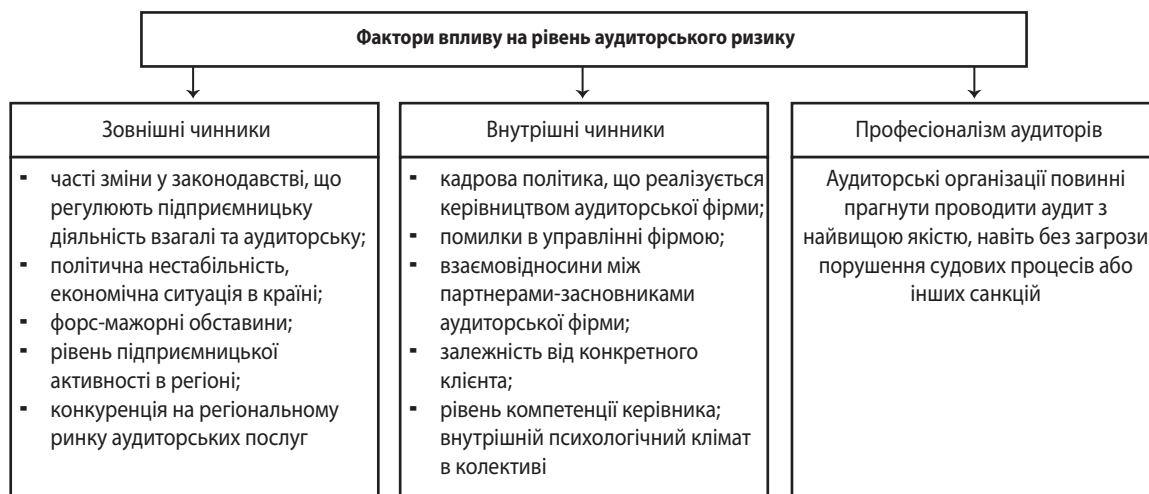 Фактори впливу на рівень аудиторського ризику
Зовнішні чинники
- часті зміни у законодавстві, що
регулюють підприємницьку
діяльність взагалі та аудиторську;
- політична нестабільність,
економічна ситуація в країні;
- форс-мажорні обставини;
- рівень підприємницької
активності в регіоні;
- конкуренція на регіональному
ринку аудиторських послуг
Внутрішні чинники
- кадрова політика, що реалізується
керівництвом аудиторської фірми;
- помилки в управлінні фірмою;
- взаємовідносини між
партнерами-засновниками
аудиторської фірми;
- залежність від конкретного
клієнта;
- рівень компетенції керівника;
внутрішній психологічний клімат
в колективі
Професіоналізм аудиторів
Аудиторські організації повинні
прагнути проводити аудит з
найвищою якістю, навіть без загрози
порушення судових процесів або
інших санкцій